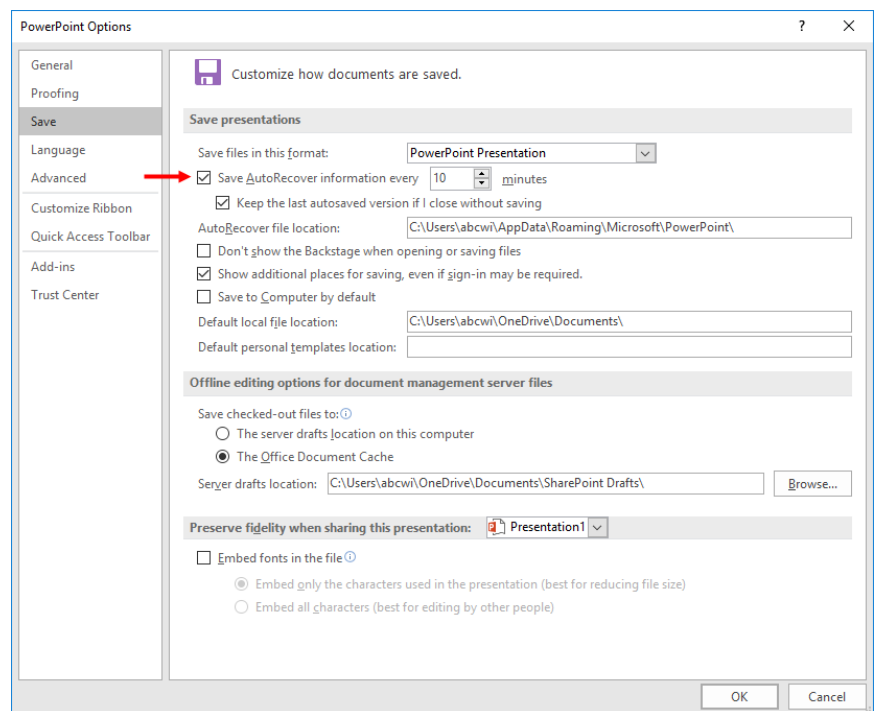 PowerPoint Options
General
Proofing
Save
Language
Advanced
Customize Ribbon
Quick Access Toolbar
Add-ins
Trust Center
Customize how documents are saved.
Save presentations
Save files in this format: PowerPoint Presentation
Save AutoRecover information every 10 minutes
Keep the last autosaved version if I close without saving
AutoRecover file location: C:\Users\abcwi\AppData\Roaming\Microsoft\PowerPoint\
Don't show the Backstage when opening or saving files
Show additional places for saving, even if sign-in may be required.
Save to Computer by default
Default local file location: C:\Users\abcwi\OneDrive\Documents\
Default personal templates location:
Offline editing options for document management server files
Save checked-out files to:
The server drafts location on this computer
The Office Document Cache
Server drafts location: C:\Users\abcwi\OneDrive\Documents\SharePoint Drafts\ Browse...
Preserve fidelity when sharing this presentation: Presentation1
Embed fonts in the file
Embed only the characters used in the presentation (best for reducing file size)
Embed all characters (best for editing by other people)
OK Cancel